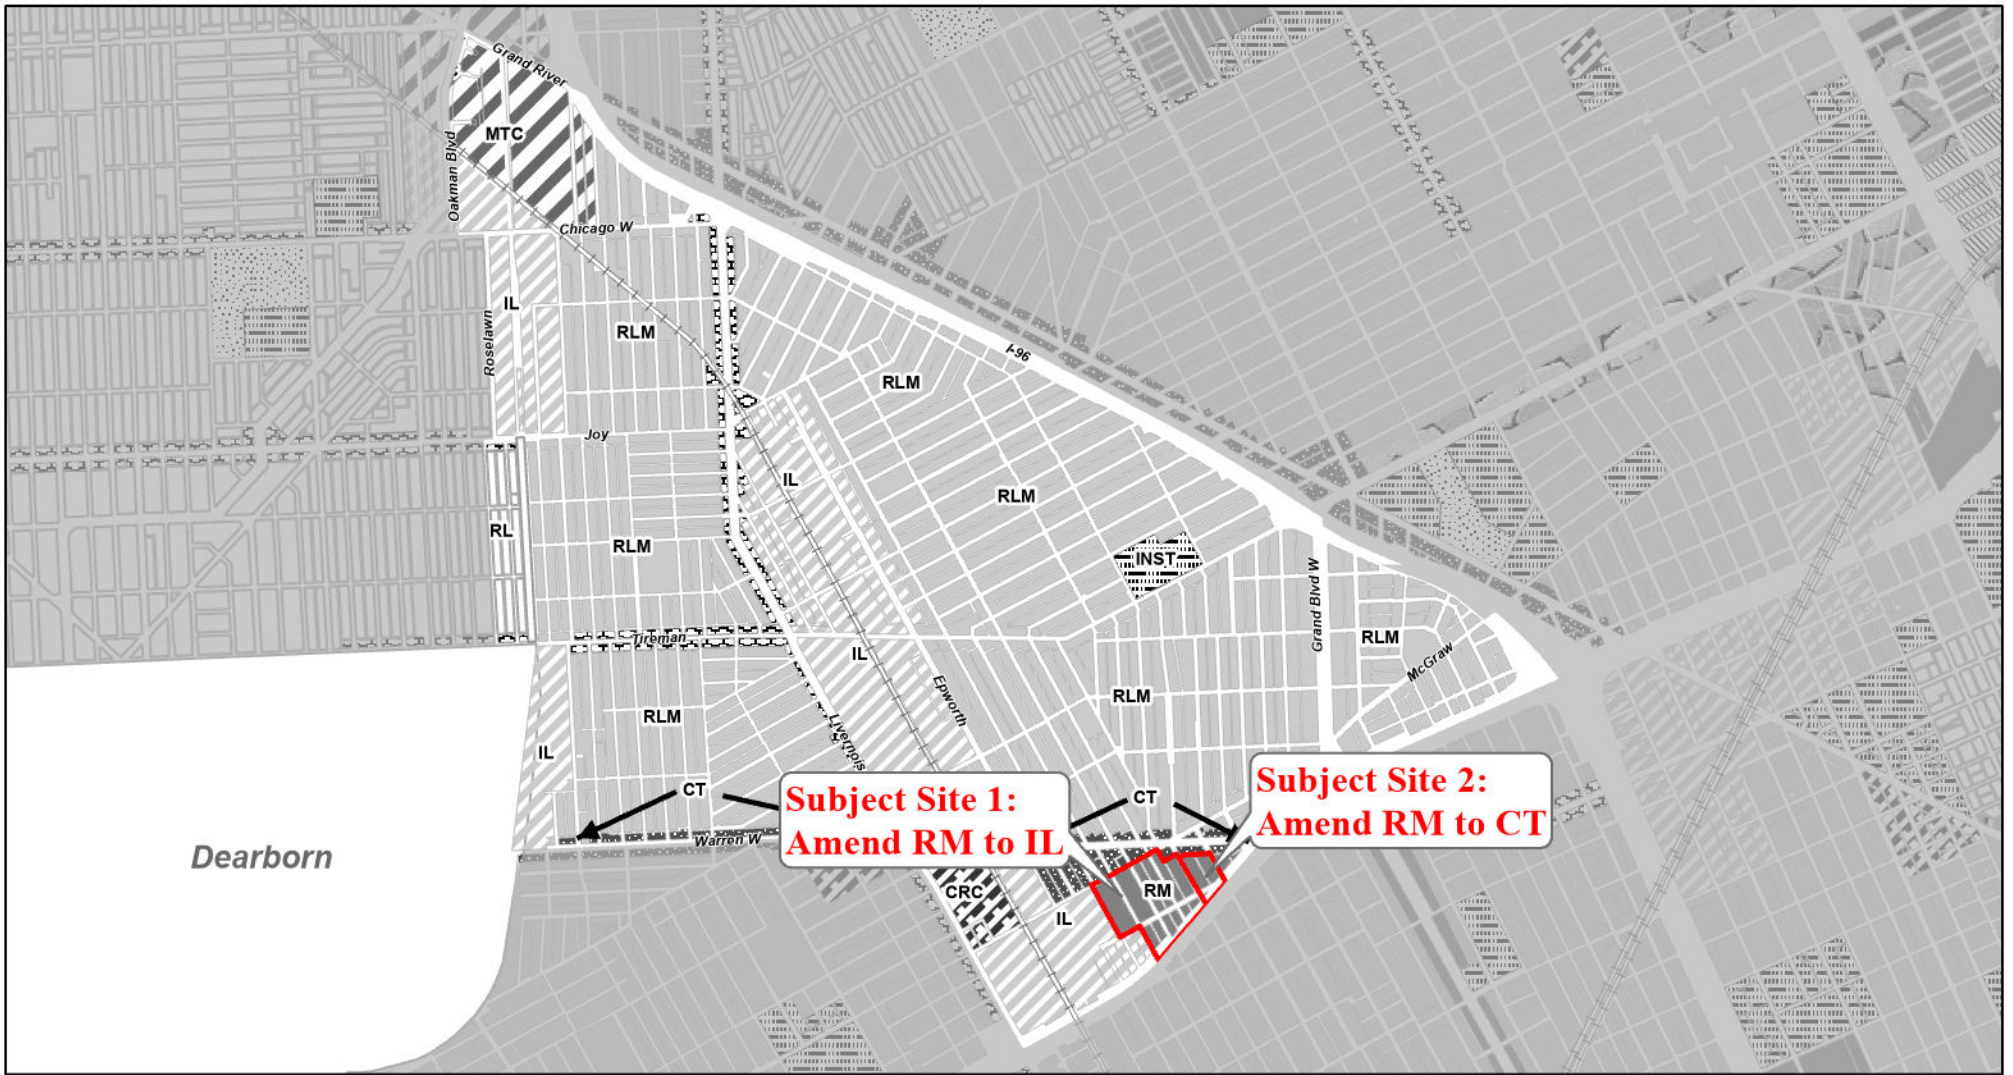 Grand River
MTC
Oakman Blvd
Chicago W
IL
RLM
Roselawn
I-96
RLM
Joy
IL
RLM
RL
RLM
INST
Grand Blvd W
Tireman
RLM
IL
McGraw
Epworth
RLM
RLM
Livernois
IL
CT
CT
Subject Site 1:
Amend RM to IL
Subject Site 2:
Amend RM to CT
Warren W
Dearborn
CRC
RM
IL